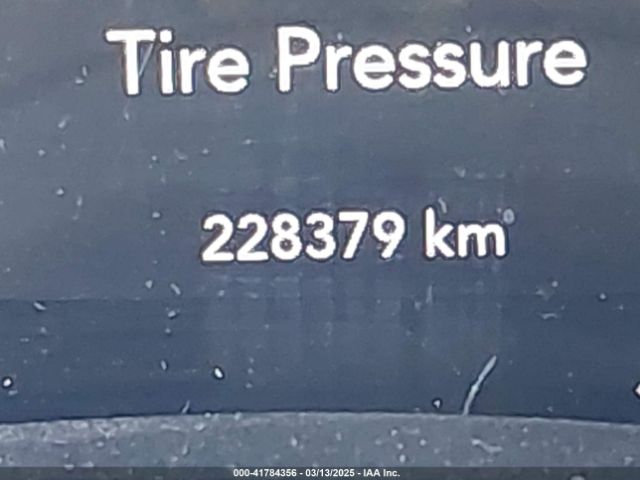 Tire Pressure
228379 km
000-41784356 - 03/13/2025 - IAA Inc.